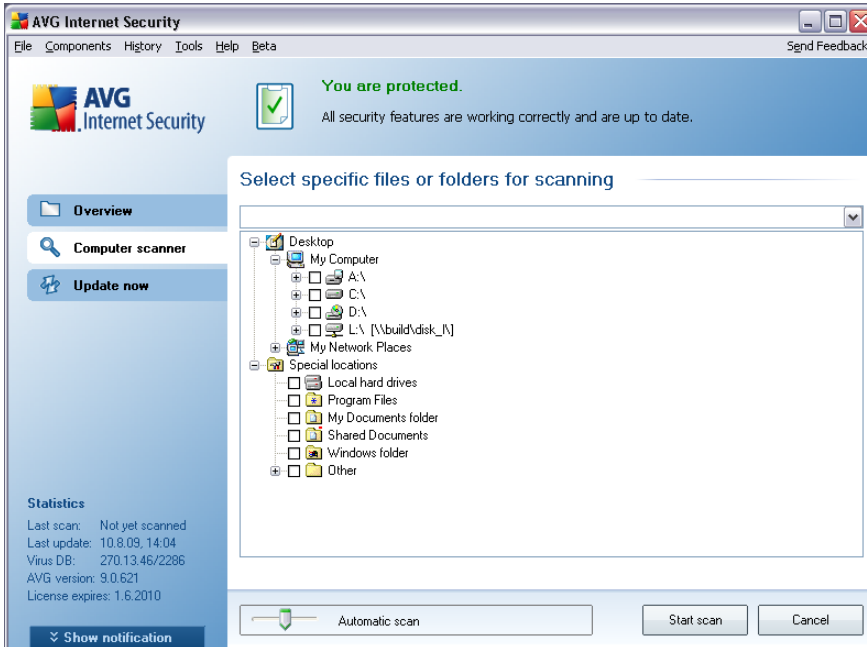 AVG Internet Security
File Components History Tools Help Beta Send Feedback
AVG
Internet Security
You are protected.
All security features are working correctly and are up to date.
Select specific files or folders for scanning
Overview
Computer scanner
Update now
Desktop
My Computer
A:\
C:\
D:\
L:\ [\\build\disk_l\]
My Network Places
Special locations
Local hard drives
Program Files
My Documents folder
Shared Documents
Windows folder
Other
Statistics
Last scan: Not yet scanned
Last update: 10.8.09, 14:04
Virus DB: 270.13.46/2286
AVG version: 9.0.621
License expires: 1.6.2010
Show notification
Automatic scan
Start scan
Cancel